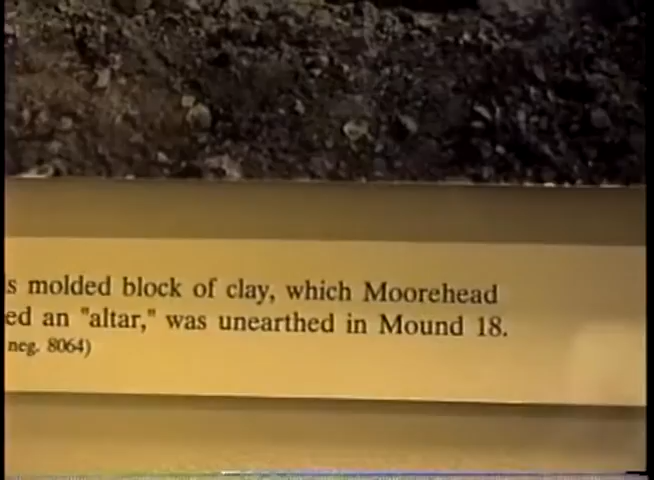 s molded block of clay, which Moorehead
ed an "altar," was unearthed in Mound 18.
neg. 8064)